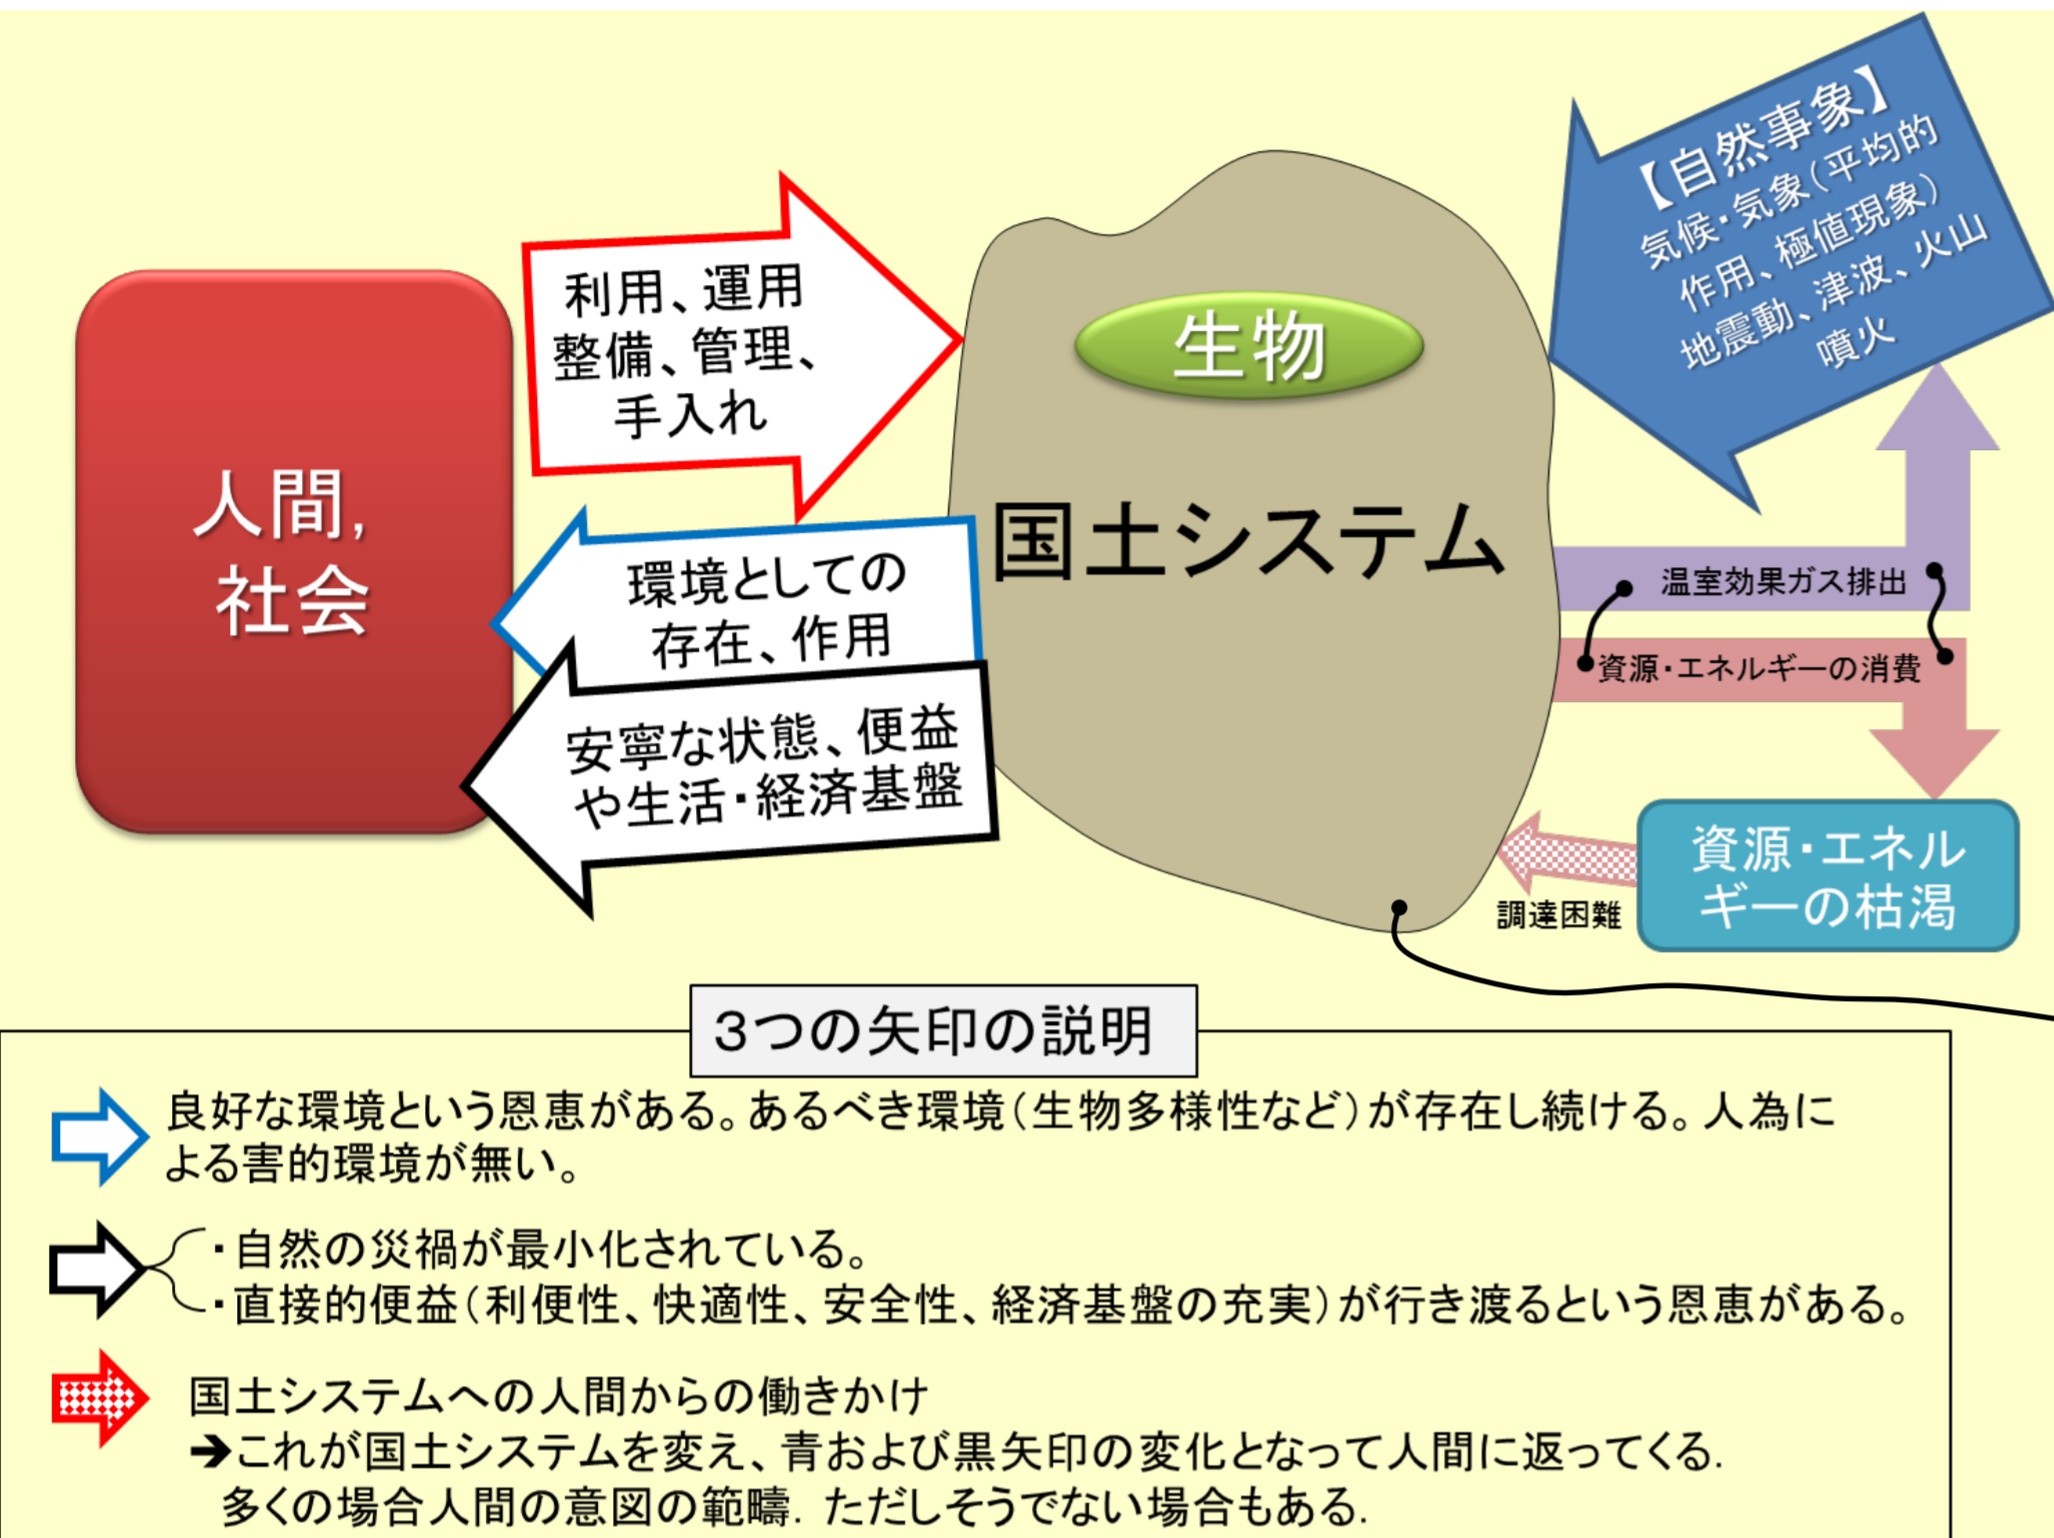 【自然事象】
気候・気象（平均的
作用、極値現象）
地震動、津波、火山
噴火
利用、運用
整備、管理、
手入れ
生物
人間,
社会
国土システム
環境としての
存在、作用
温室効果ガス排出
資源・エネルギーの消費
安寧な状態、便益
や生活・経済基盤
資源・エネル
ギーの枯渇
調達困難
３つの矢印の説明
良好な環境という恩恵がある。あるべき環境（生物多様性など）が存在し続ける。人為に
よる害的環境が無い。
・自然の災禍が最小化されている。
・直接的便益（利便性、快適性、安全性、経済基盤の充実）が行き渡るという恩恵がある。
国土システムへの人間からの働きかけ
➔これが国土システムを変え、青および黒矢印の変化となって人間に返ってくる.
多くの場合人間の意図の範疇. ただしそうでない場合もある.